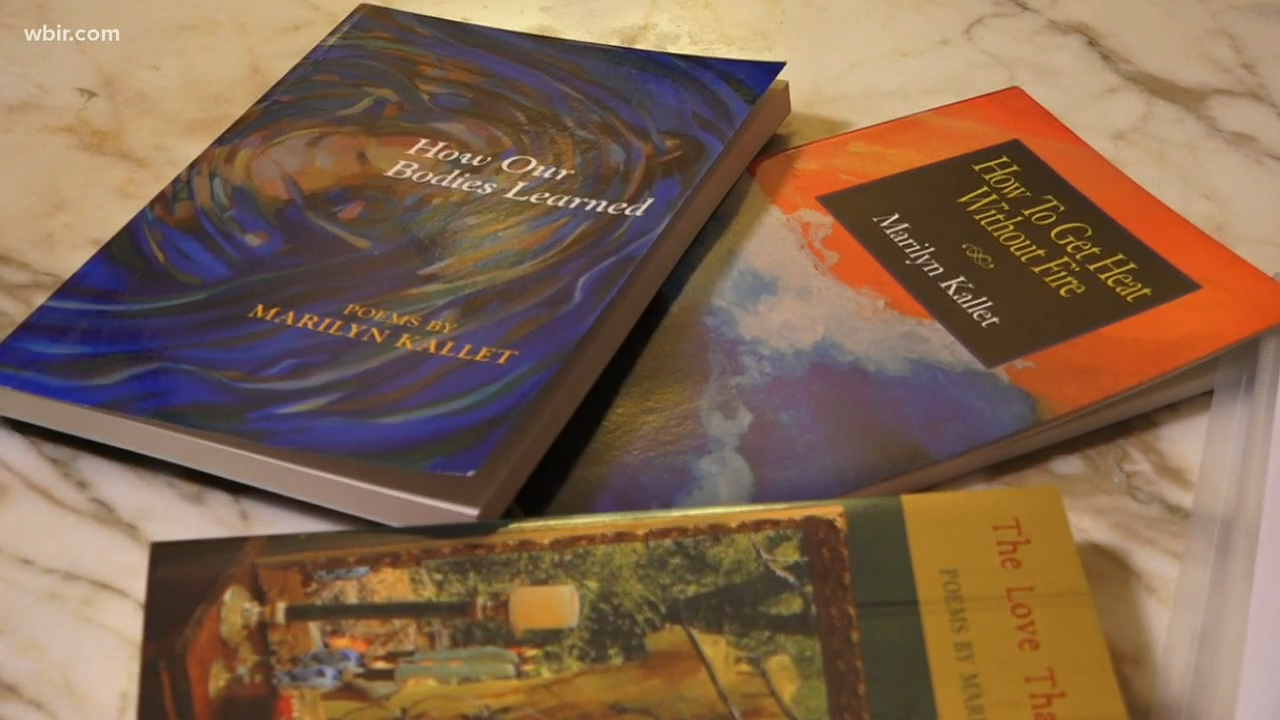 wbir.com
How Our
Bodies Learned
POEMS BY
MARILYN KALLET
How To Get Heat
Without Fire
Marilyn Kallet
The Love Tha
POEMS BY MAR